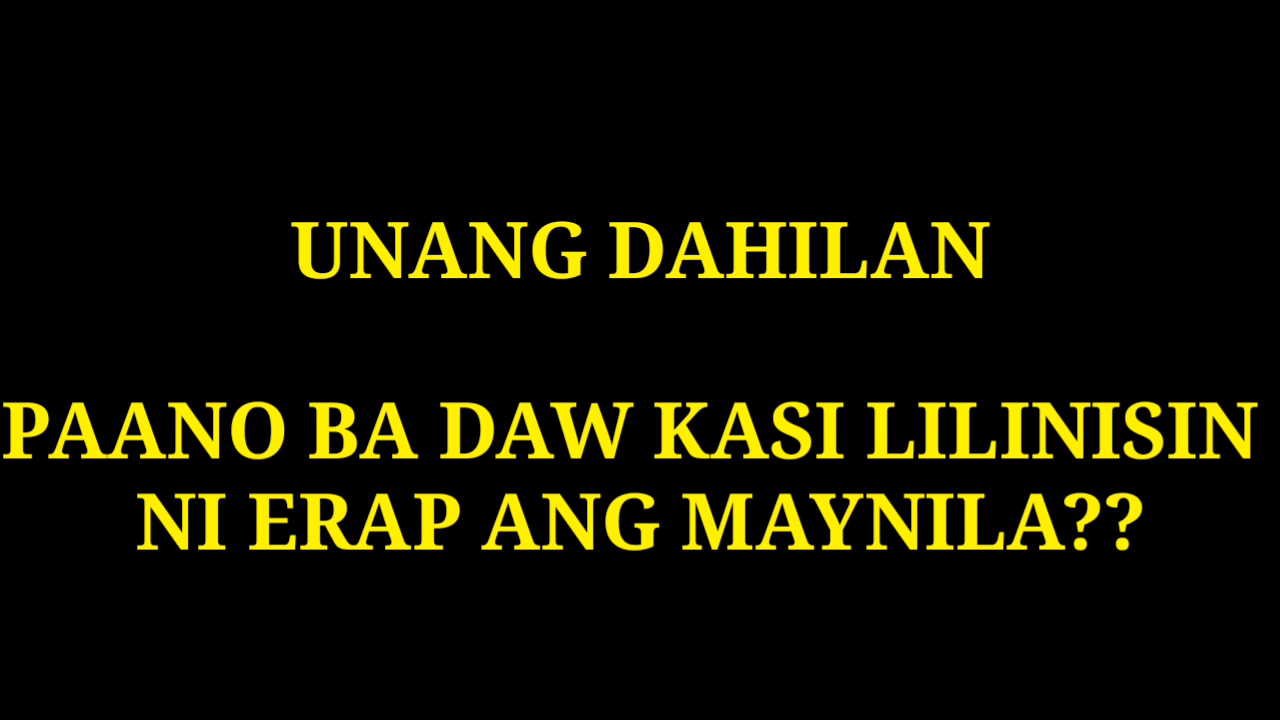 UNANG DAHILAN
PAANO BA DAW KASI LILINISIN
NI ERAP ANG MAYNILA??